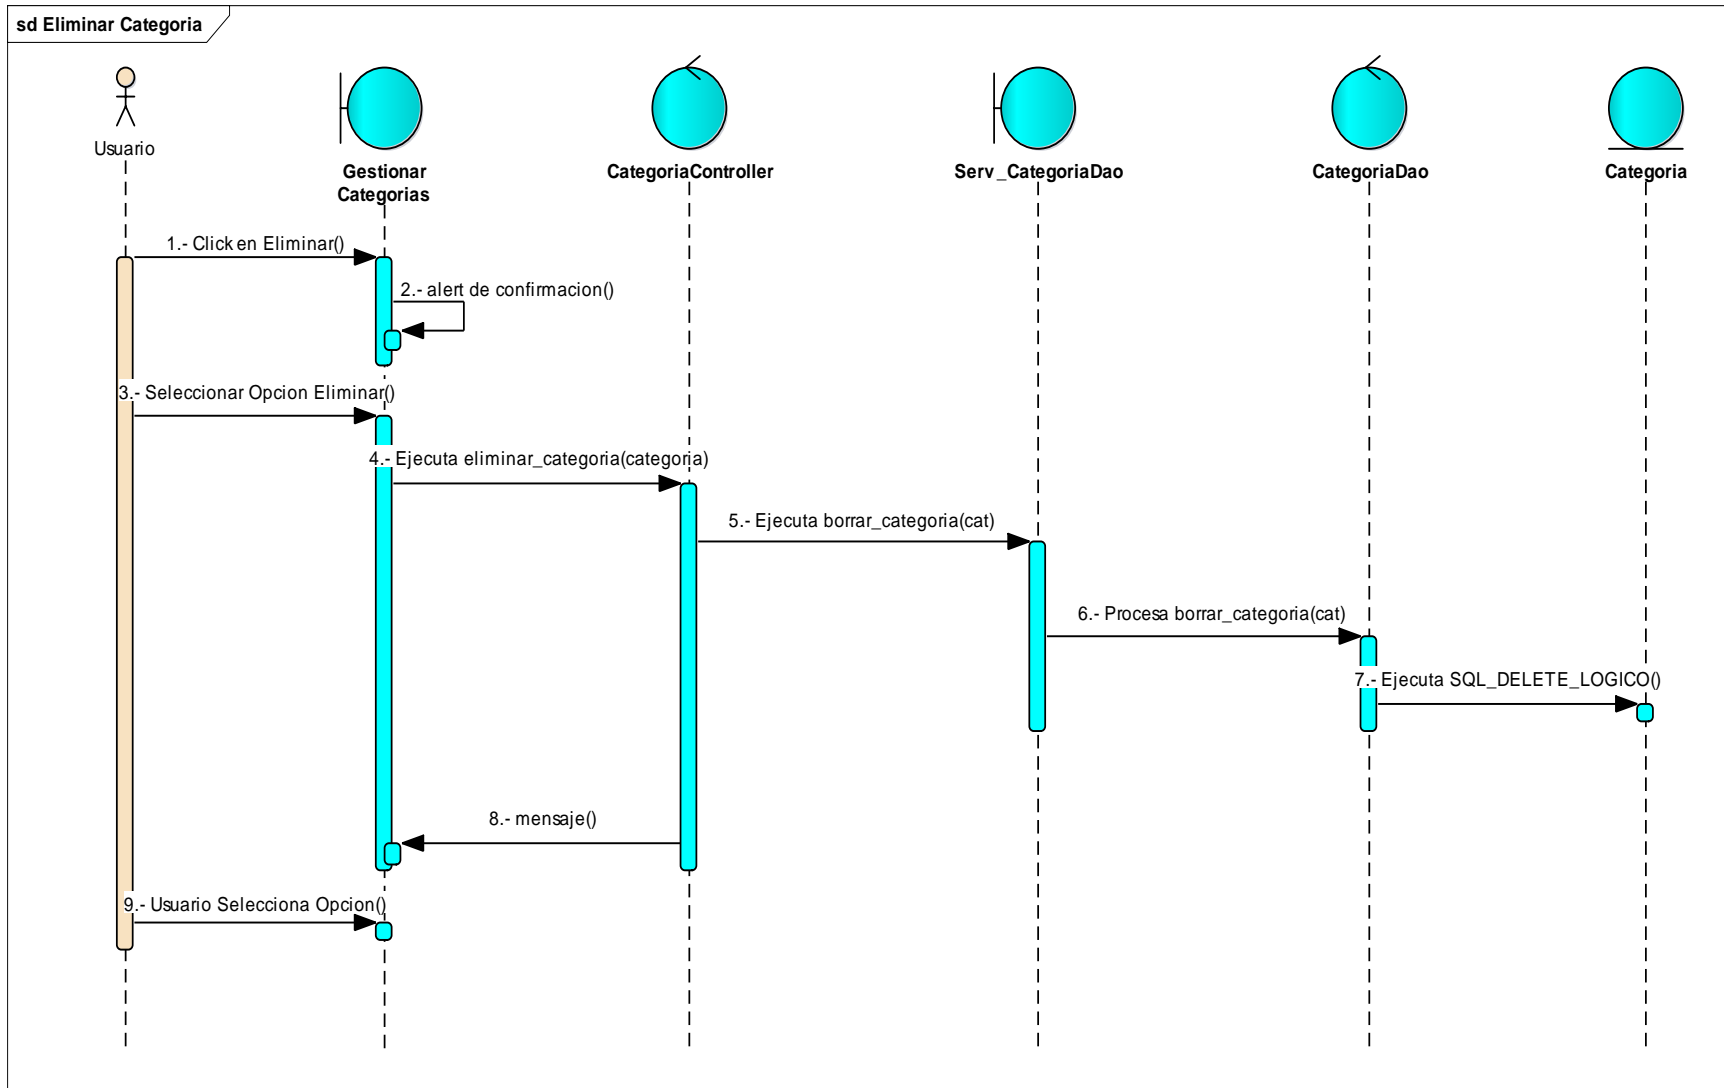 sd Eliminar Categoria
Usuario
Gestionar
Categorias
CategoriaController
Serv_CategoriaDao
CategoriaDao
Categoria
1.- Click en Eliminar()
2.- alert de confirmacion()
3.- Seleccionar Opcion Eliminar()
4.- Ejecuta eliminar_categoria(categoria)
5.- Ejecuta borrar_categoria(cat)
6.- Procesa borrar_categoria(cat)
7.- Ejecuta SQL_DELETE_LOGICO()
8.- mensaje()
9.- Usuario Selecciona Opcion()